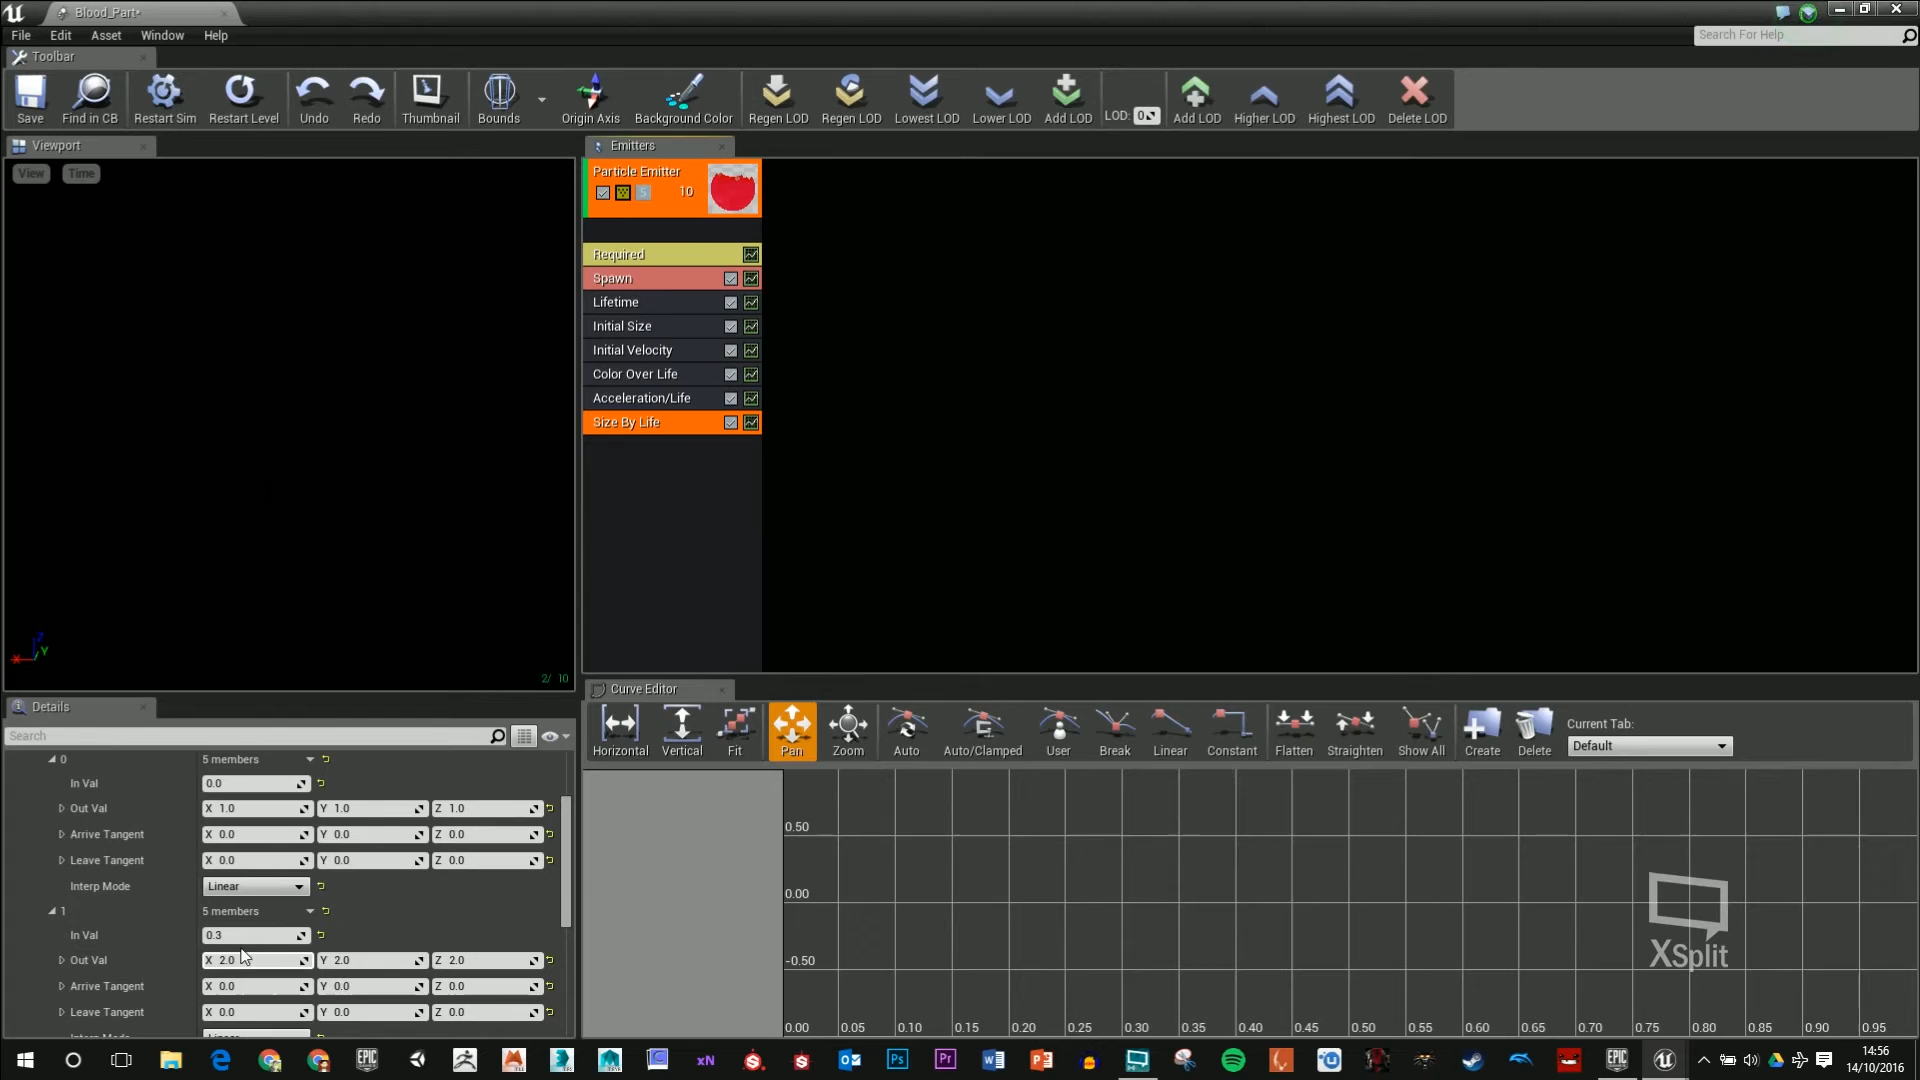 Blood_Part*
File Edit Asset Window Help
Search For Help
Toolbar
Save Find in CB Restart Sim Restart Level Undo Redo Thumbnail Bounds Origin Axis Background Color Regen LOD Regen LOD Lowest LOD Lower LOD Add LOD LOD: 0 Add LOD Higher LOD Highest LOD Delete LOD
Viewport
Emitters
View Time
Particle Emitter
S 10
Required
Spawn
Lifetime
Initial Size
Initial Velocity
Color Over Life
Acceleration/Life
Size By Life
Z
X Y
2/ 10
Details
Curve Editor
Search
Horizontal Vertical Fit Pan Zoom Auto Auto/Clamped User Break Linear Constant Flatten Straighten Show All Create Delete
Current Tab:
Default
0 5 members
In Val 0.0
Out Val X 1.0 Y 1.0 Z 1.0
Arrive Tangent X 0.0 Y 0.0 Z 0.0
Leave Tangent X 0.0 Y 0.0 Z 0.0
Interp Mode Linear
1 5 members
In Val 0.3
Out Val X 2.0 Y 2.0 Z 2.0
Arrive Tangent X 0.0 Y 0.0 Z 0.0
Leave Tangent X 0.0 Y 0.0 Z 0.0
0.50
0.00
-0.50
0.00 0.05 0.10 0.15 0.20 0.25 0.30 0.35 0.40 0.45 0.50 0.55 0.60 0.65 0.70 0.75 0.80 0.85 0.90 0.95
XSplit
EPIC GAMES
xN
Ps
Pr
EPIC GAMES
14:56
14/10/2016